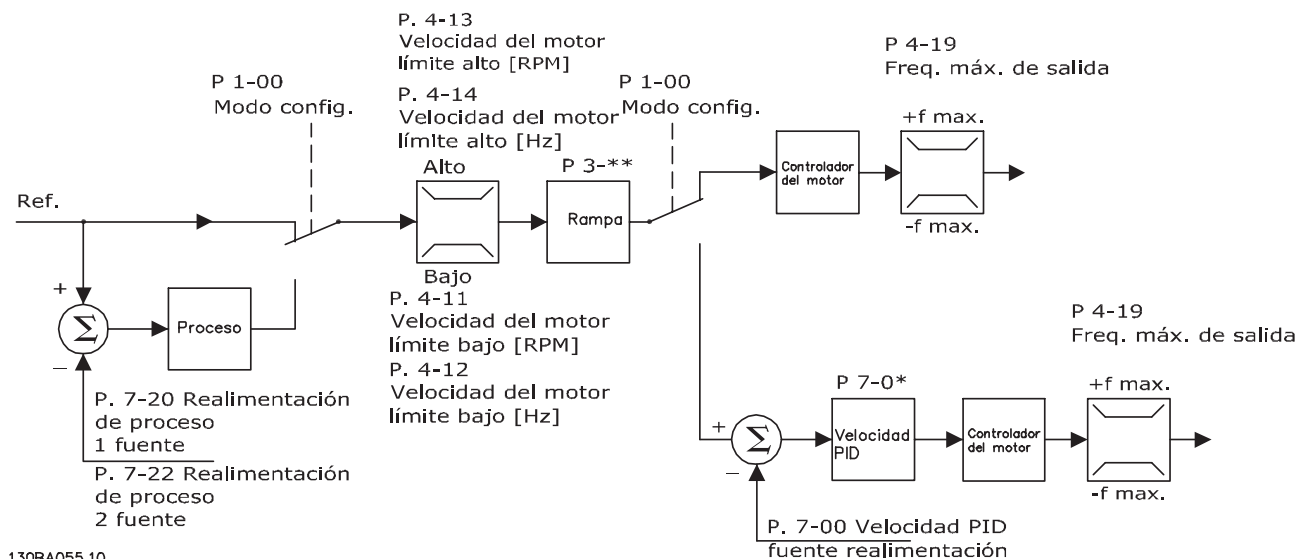 P. 4-13
Velocidad del motor
límite alto [RPM]
P 4-19
Freq. máx. de salida
P 1-00
Modo config.
P. 4-14
Velocidad del motor
límite alto [Hz]
P 1-00
Modo config.
+f max.
Alto
P 3-**
Controlador
del motor
Ref.
Rampa
-f max.
Bajo
+
Σ
−
Proceso
P. 4-11
Velocidad del motor
límite bajo [RPM]
P. 4-12
Velocidad del motor
límite bajo [Hz]
P 4-19
Freq. máx. de salida
P. 7-20 Realimentación
de proceso
1 fuente
P. 7-22 Realimentación
de proceso
2 fuente
P 7-0*
+f max.
+
Σ
−
Velocidad
PID
Controlador
del motor
-f max.
P. 7-00 Velocidad PID
fuente realimentación
130BA055.10